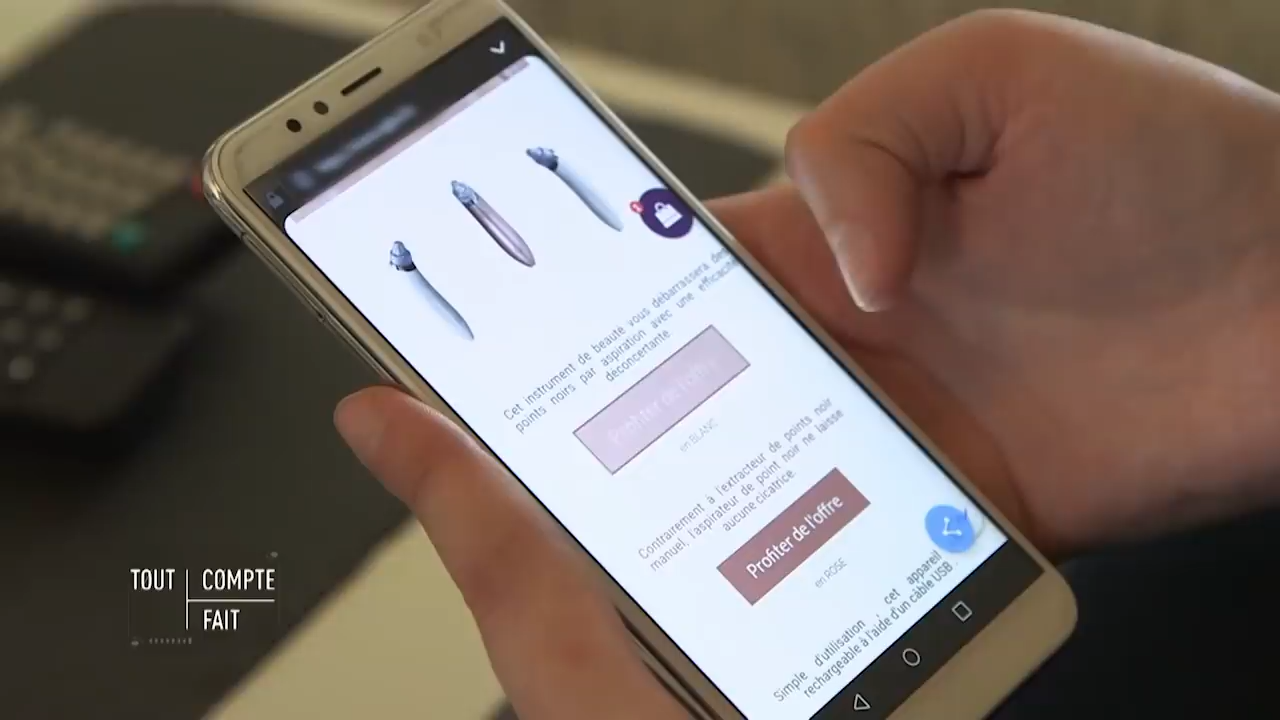 Cet instrument de beauté vous débarrassera des
points noirs par aspiration avec une efficacité
déconcertante.
Profiter de l'offre
en BLANC
Contrairement à l'extracteur de points noir
manuel, l'aspirateur de point noir ne laisse
aucune cicatrice.
Profiter de l'offre
en ROSE
Simple d'utilisation, cet appareil
rechargeable à l'aide d'un câble USB.
TOUT COMPTE
FAIT